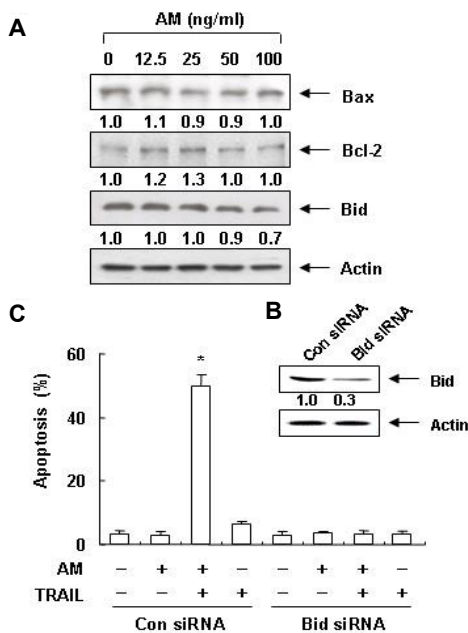 A
AM (ng/ml)
0 12.5 25 50 100
Bax
1.0 1.1 0.9 0.9 1.0
Bcl-2
1.0 1.2 1.3 1.0 1.0
Bid
1.0 1.0 1.0 0.9 0.7
Actin
C
B
Con siRNA
Bid siRNA
Bid
1.0 0.3
Actin
Apoptosis (%)
60
40
20
0
*
AM – + + – – + + –
TRAIL – – + + – – + +
Con siRNA Bid siRNA